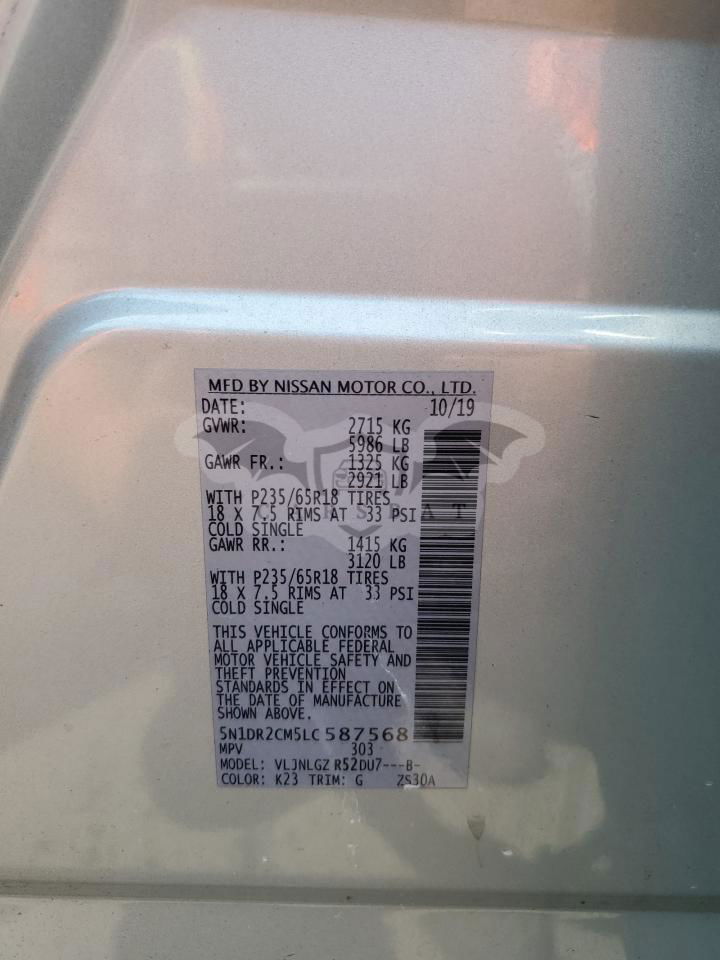 MFD BY NISSAN MOTOR CO., LTD.
DATE: 10/19
GVWR: 2715 KG
5986 LB
GAWR FR.: 1325 KG
2921 LB
WITH P235/65R18 TIRES
18 X 7.5 RIMS AT 33 PSI
COLD SINGLE
GAWR RR.: 1415 KG
3120 LB
WITH P235/65R18 TIRES
18 X 7.5 RIMS AT 33 PSI
COLD SINGLE
THIS VEHICLE CONFORMS TO
ALL APPLICABLE FEDERAL
MOTOR VEHICLE SAFETY AND
THEFT PREVENTION
STANDARDS IN EFFECT ON
THE DATE OF MANUFACTURE
SHOWN ABOVE.
5N1DR2CM5LC 587568
MPV 303
MODEL: VLJNLGZ R52DU7---B-
COLOR: K23 TRIM: G ZS30A